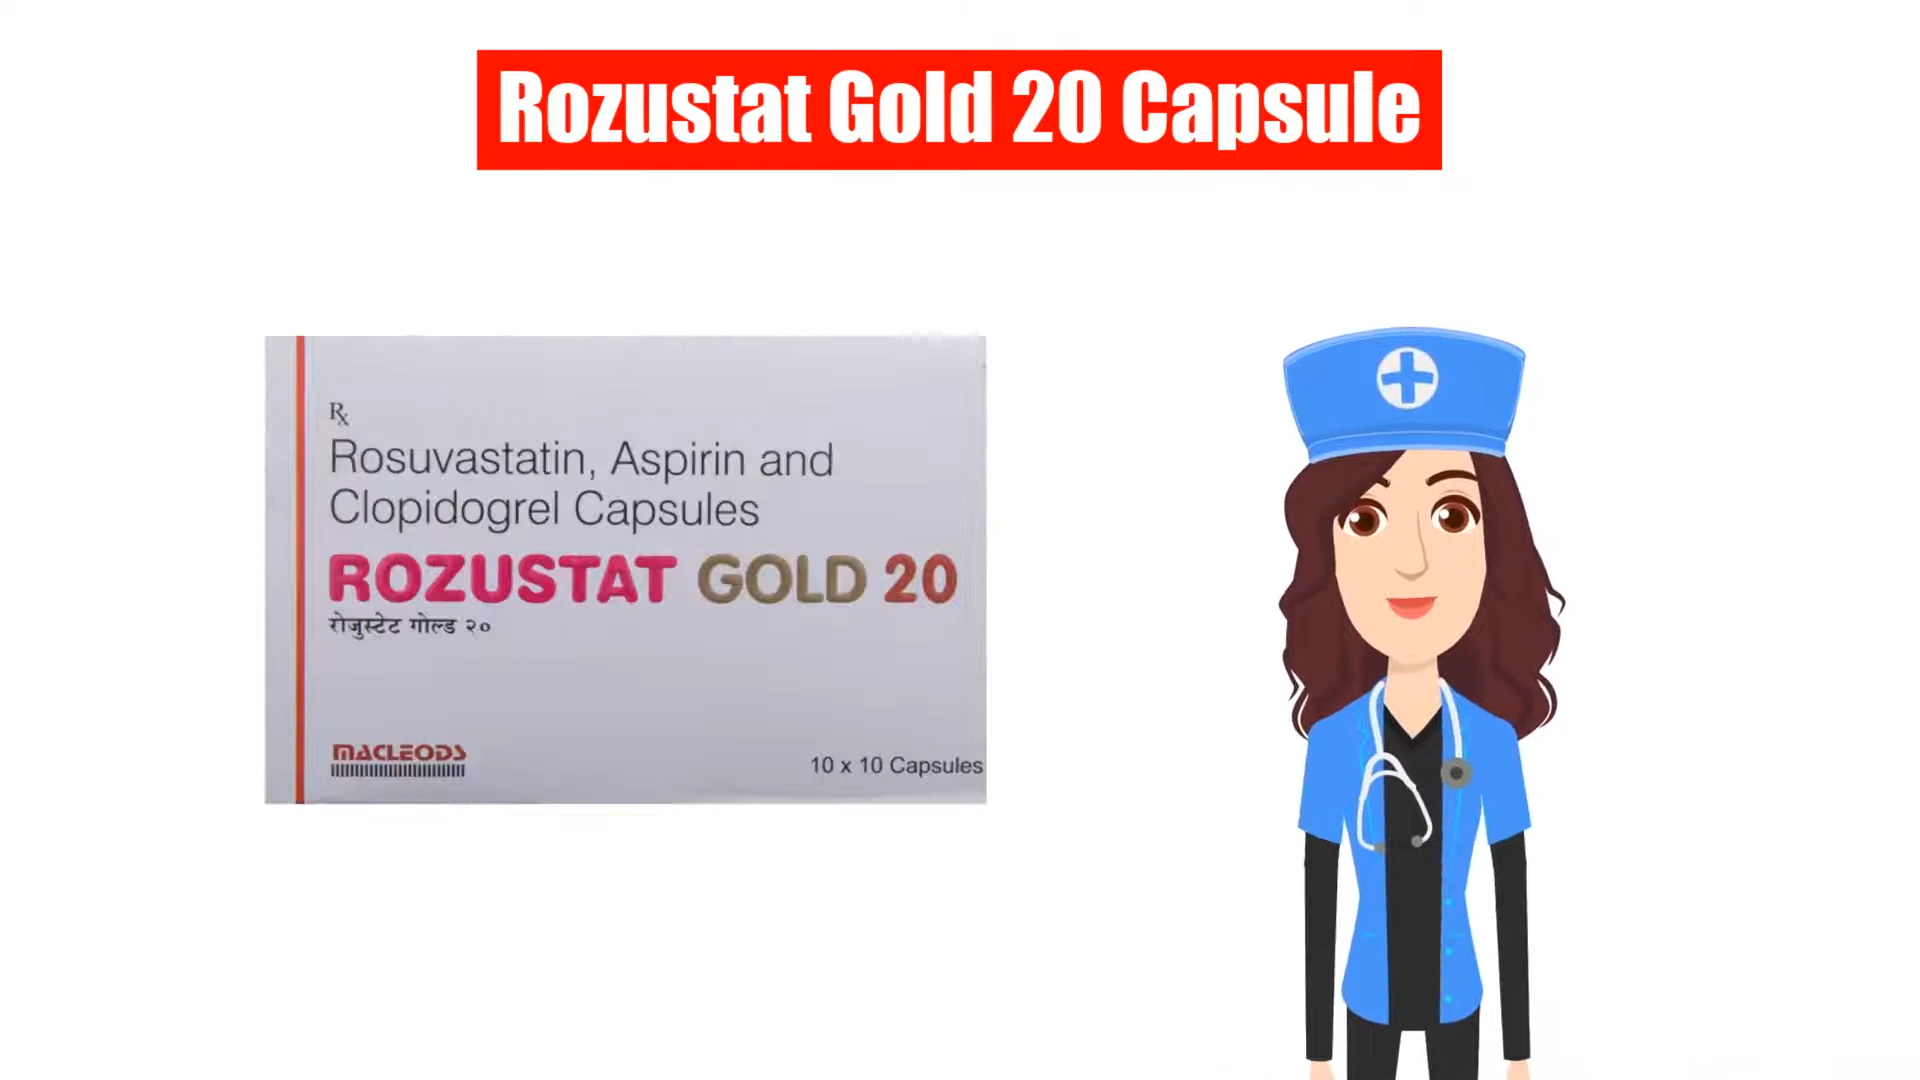 Rozustat Gold 20 Capsule
Rx
Rosuvastatin, Aspirin and
Clopidogrel Capsules
ROZUSTAT GOLD 20
रोजुस्टेट गोल्ड २०
MACLEODS
10 x 10 Capsules